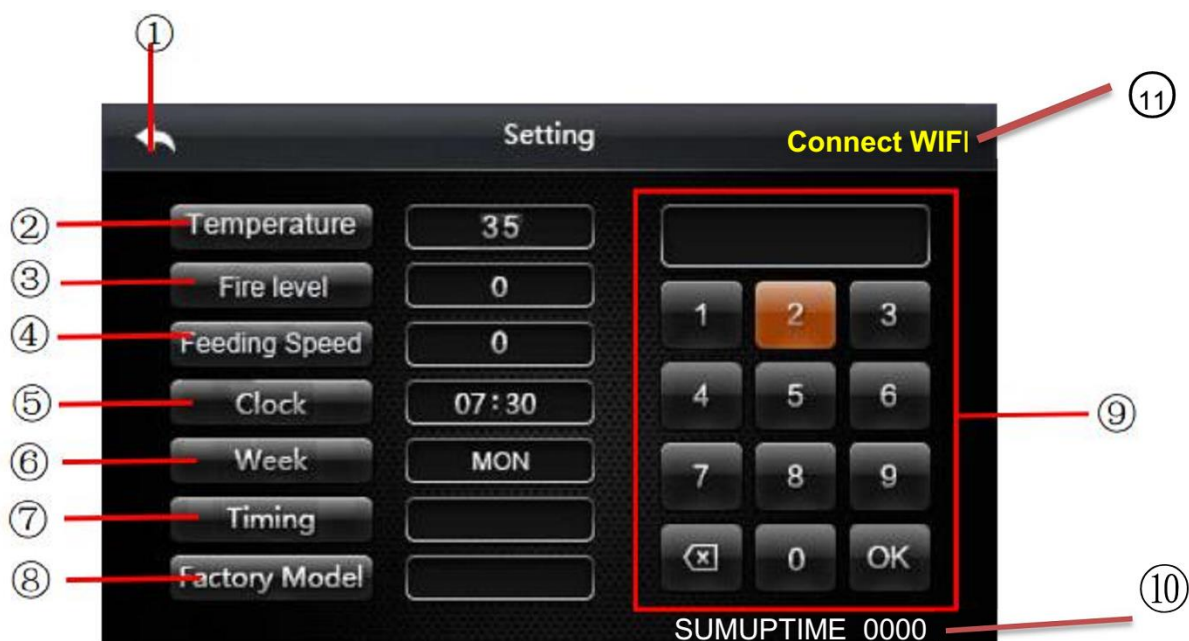 ①
⑪
Setting Connect WIFI
② Temperature 35
③ Fire level 0
1 2 3
④ Feeding Speed 0
⑤ Clock 07:30
4 5 6
⑨
⑥ Week MON
7 8 9
⑦ Timing
⑧ Factory Model
0 OK
⑩
SUMUPTIME 0000